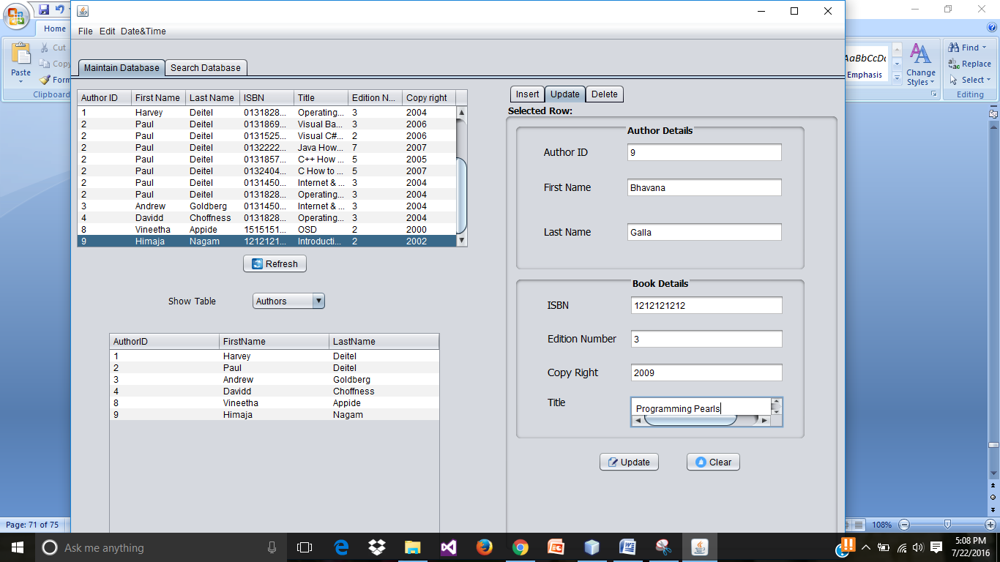 Home
Cut
Copy
Form
Paste
Clipboard
File Edit Date&Time
Maintain Database Search Database
Author ID First Name Last Name ISBN Title Edition N... Copy right
1 Harvey Deitel 0131828... Operating... 3 2004
2 Paul Deitel 0131869... Visual Ba... 3 2006
2 Paul Deitel 0131525... Visual C#... 2 2006
2 Paul Deitel 0132222... Java How... 7 2007
2 Paul Deitel 0131857... C++ How ... 5 2005
2 Paul Deitel 0132404... C How to ... 5 2007
2 Paul Deitel 0131450... Internet & ... 3 2004
2 Paul Deitel 0131828... Operating... 3 2004
3 Andrew Goldberg 0131450... Internet & ... 3 2004
4 Davidd Choffness 0131828... Operating... 3 2004
8 Vineetha Appide 1515151... OSD 2 2000
9 Himaja Nagam 1212121... Introducti... 2 2002
Refresh
Show Table Authors
AuthorID FirstName LastName
1 Harvey Deitel
2 Paul Deitel
3 Andrew Goldberg
4 Davidd Choffness
8 Vineetha Appide
9 Himaja Nagam
Insert Update Delete
Selected Row:
Author Details
Author ID 9
First Name Bhavana
Last Name Galla
Book Details
ISBN 1212121212
Edition Number 3
Copy Right 2009
Title Programming Pearls
Update Clear
AaBbCcDc
Emphasis
Change
Styles
Find
Replace
Select
Editing
Page: 71 of 75
108%
Ask me anything
5:08 PM
7/22/2016